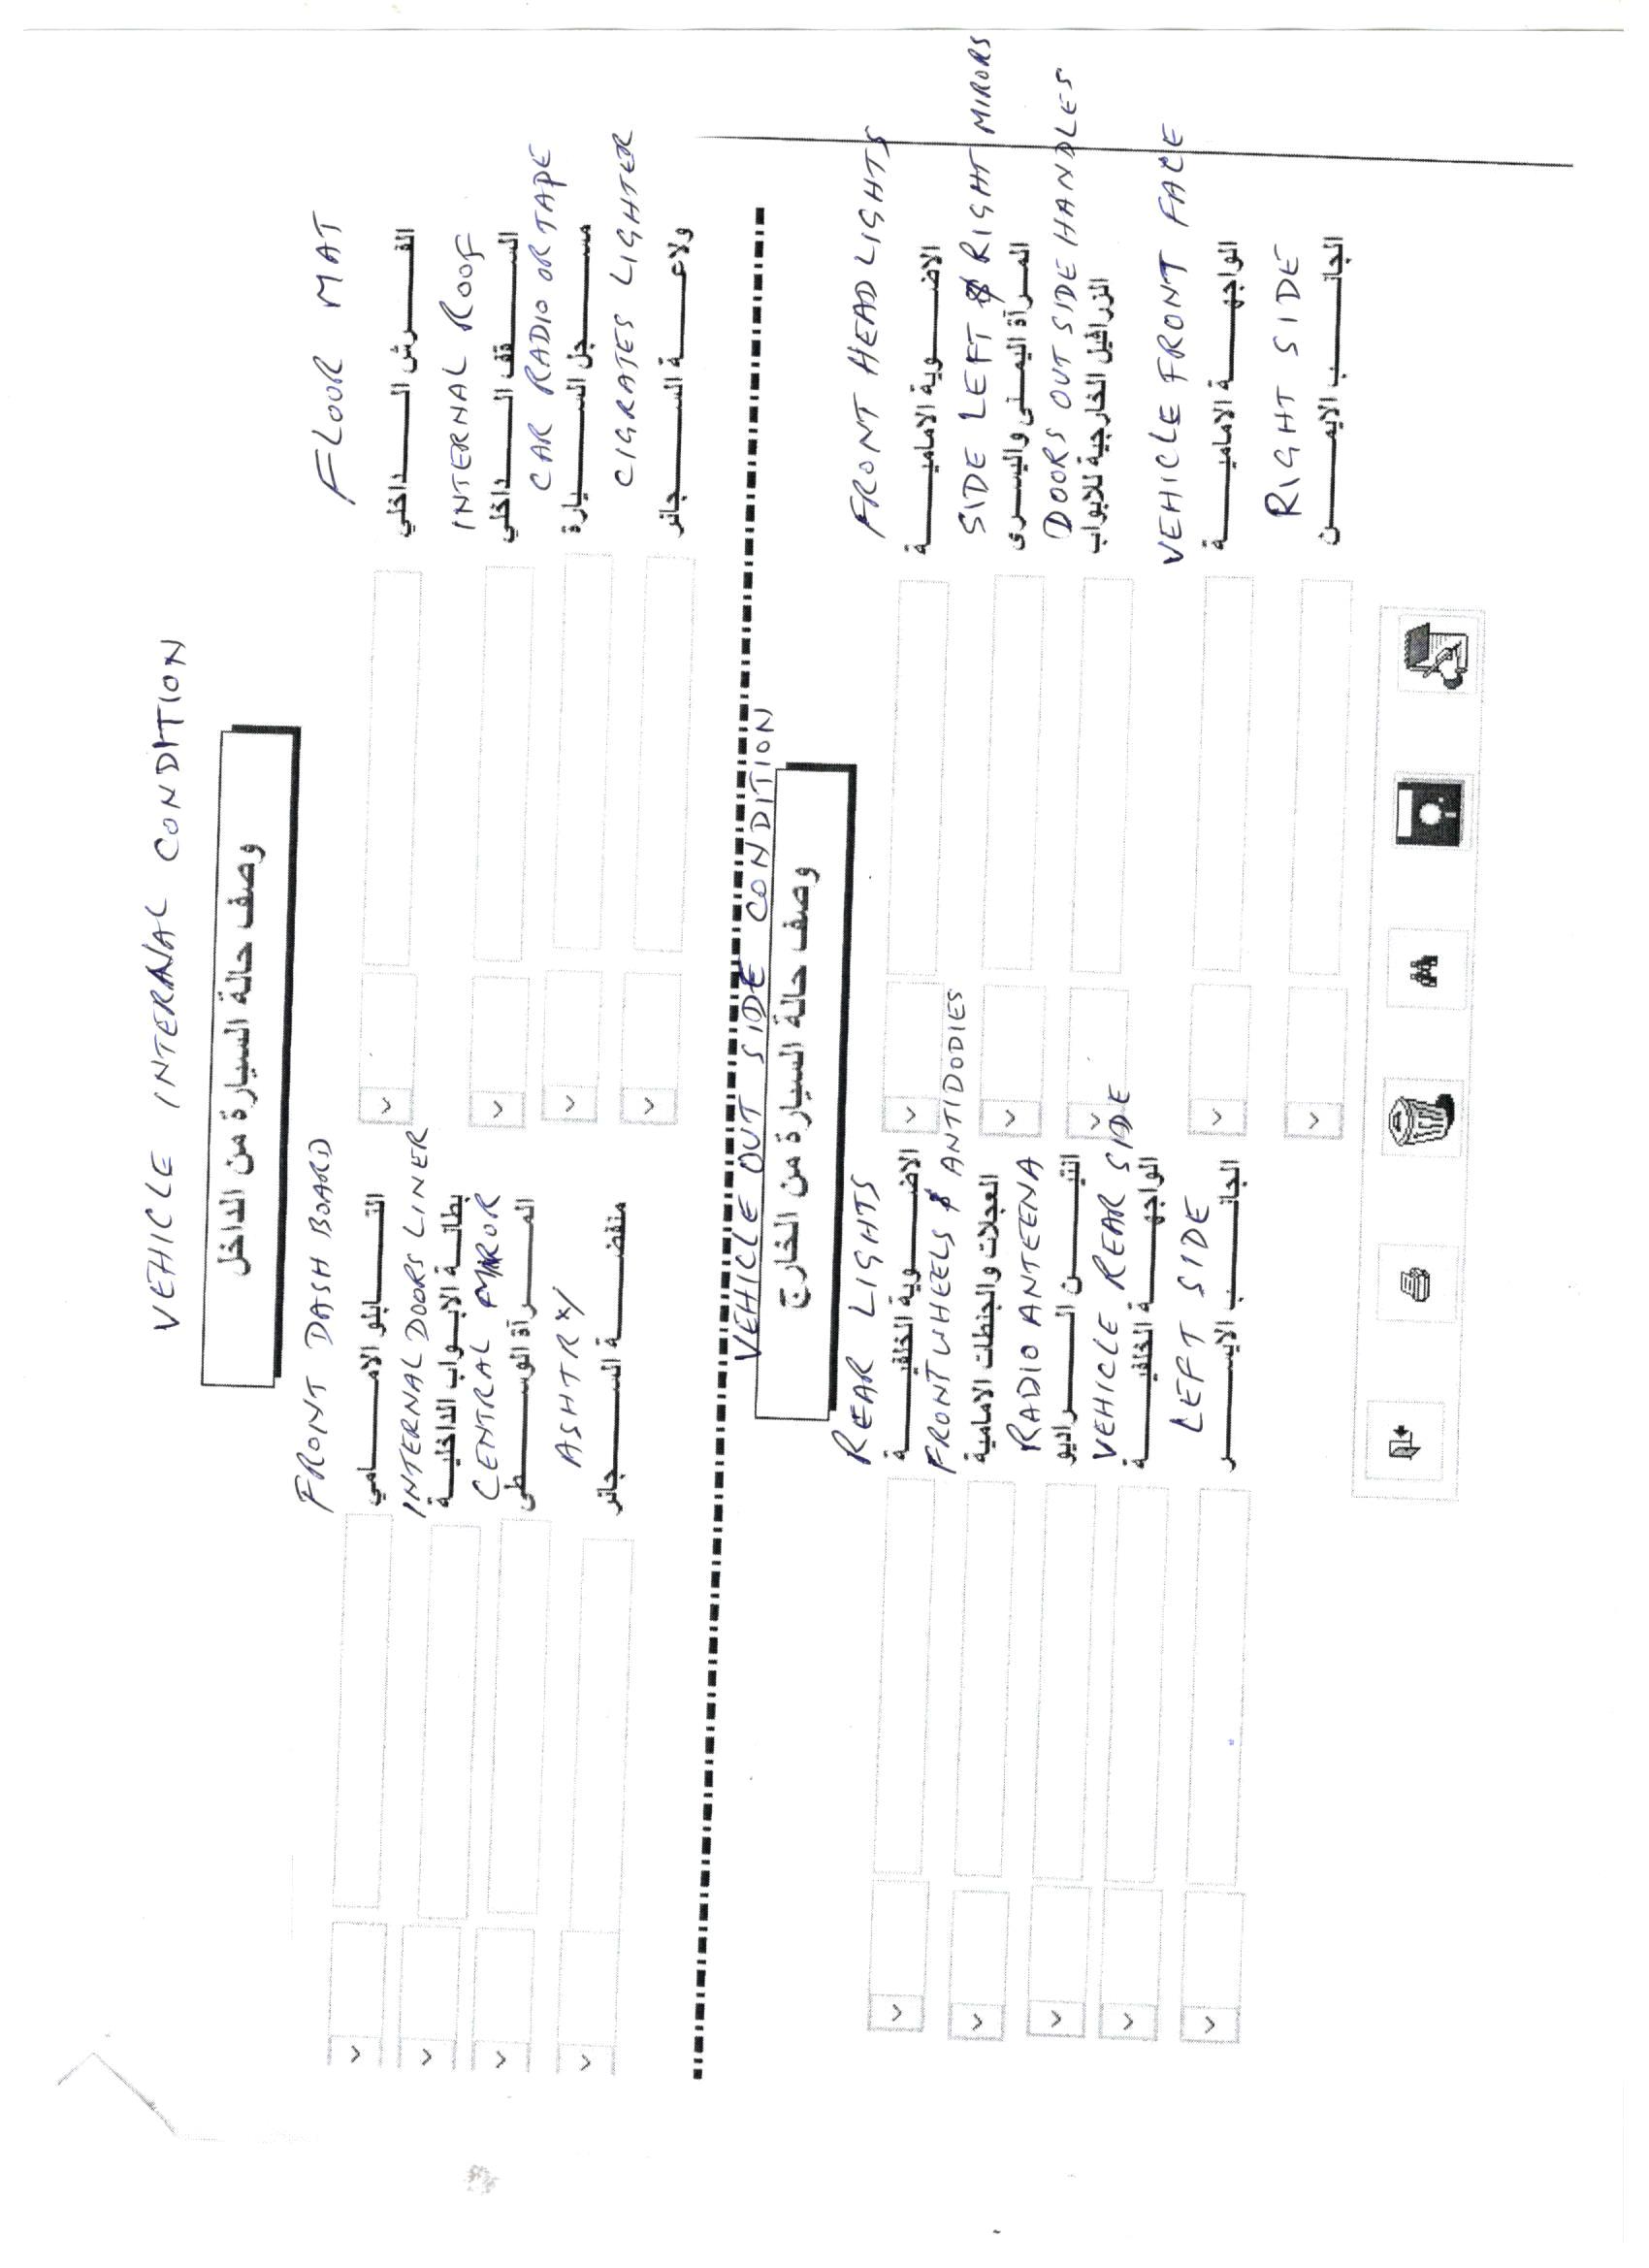 VEHICLE INTERNAL CONDITION
وصف حالة السيارة من الداخل
FRONT DASH BOARD
FLOOR MAT
التابلو الامامي
الفرش الداخلي
INTERNAL DOORS LINER
INTERNAL ROOF
بطانة الابواب الداخلية
السقف الداخلي
CENTRAL MIROR
CAR RADIO OR TAPE
المرآة الوسطى
مسجل السيارة
ASHTRAY
CIGRATES LIGHTER
منفضة السجائر
ولاعة السجائر
VEHICLE OUT SIDE CONDITION
وصف حالة السيارة من الخارج
REAR LIGHTS
FRONT HEAD LIGHTS
الاضوية الخلفية
الاضوية الامامية
FRONT WHEELS & ANTIDODIES
SIDE LEFT & RIGHT MIRORS
العجلات والجنطات الامامية
المرآة اليمنى واليسرى
RADIO ANTEENA
DOORS OUT SIDE HANDLES
انتين الراديو
الزرافيل الخارجية للابواب
VEHICLE REAR SIDE
VEHICLE FRONT FACE
الواجهة الخلفية
الواجهة الامامية
LEFT SIDE
RIGHT SIDE
الجانب الايسر
الجانب الايمن